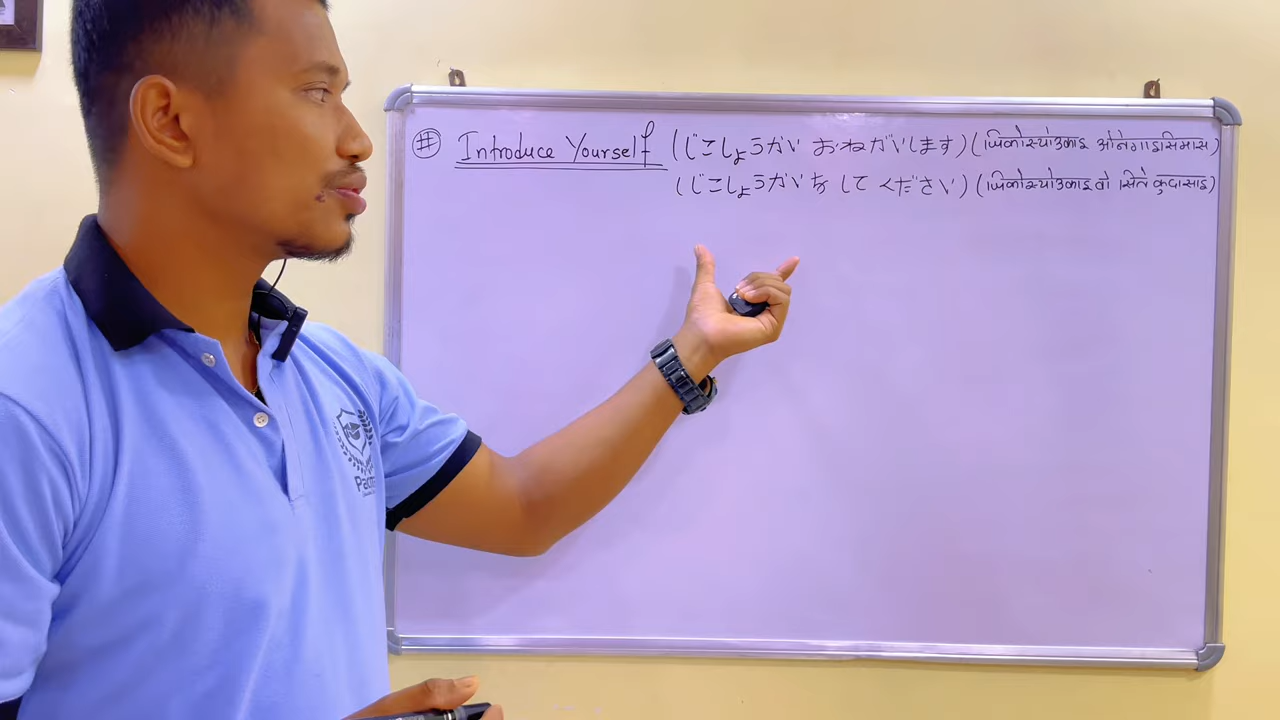 # Introduce Yourself (じこしょうかい おねがいします) (जिकोस्योउकाइ ओनेगाइसिमास)
(じこしょうかいを してください) (जिकोस्योउकाइ वो सिते कुदासाइ)